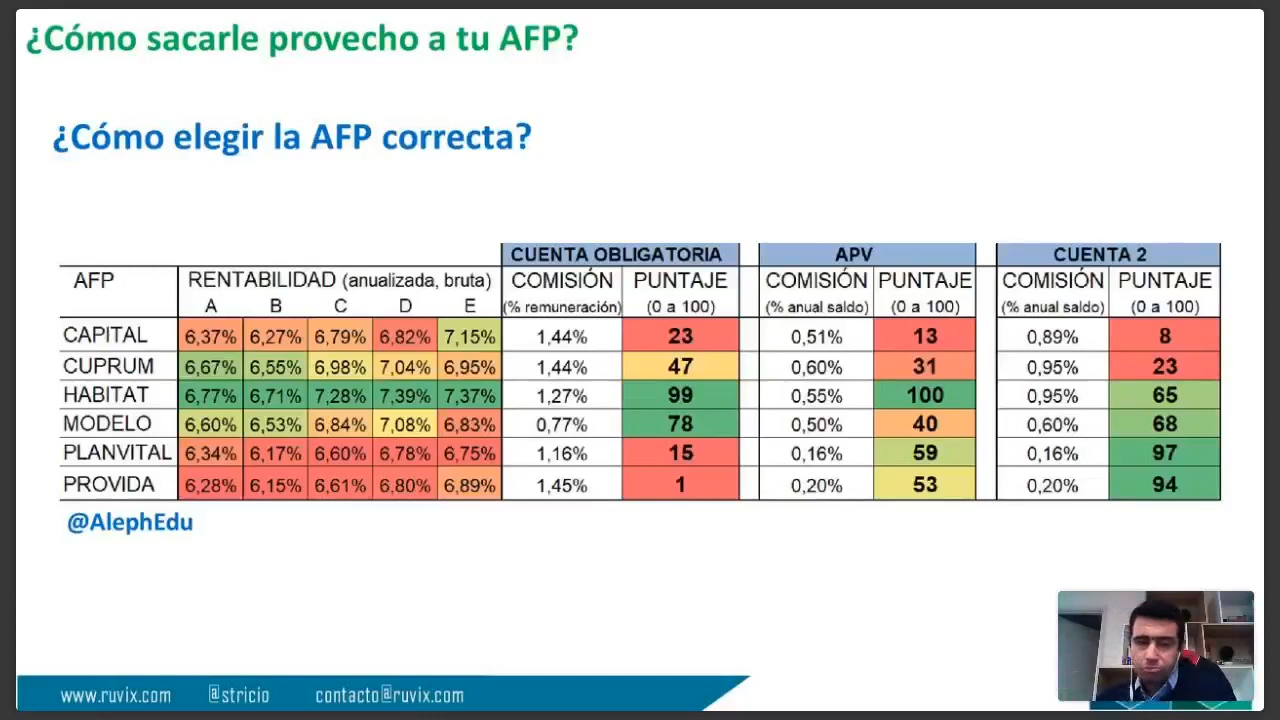 ¿Cómo sacarle provecho a tu AFP?
¿Cómo elegir la AFP correcta?
CUENTA OBLIGATORIA APV CUENTA 2
AFP RENTABILIDAD (anualizada, bruta) COMISIÓN PUNTAJE COMISIÓN PUNTAJE COMISIÓN PUNTAJE
A B C D E (% remuneración) (0 a 100) (% anual saldo) (0 a 100) (% anual saldo) (0 a 100)
CAPITAL 6,37% 6,27% 6,79% 6,82% 7,15% 1,44% 23 0,51% 13 0,89% 8
CUPRUM 6,67% 6,55% 6,98% 7,04% 6,95% 1,44% 47 0,60% 31 0,95% 23
HABITAT 6,77% 6,71% 7,28% 7,39% 7,37% 1,27% 99 0,55% 100 0,95% 65
MODELO 6,60% 6,53% 6,84% 7,08% 6,83% 0,77% 78 0,50% 40 0,60% 68
PLANVITAL 6,34% 6,17% 6,60% 6,78% 6,75% 1,16% 15 0,16% 59 0,16% 97
PROVIDA 6,28% 6,15% 6,61% 6,80% 6,89% 1,45% 1 0,20% 53 0,20% 94
@AlephEdu
www.ruvix.com @stricio contacto@ruvix.com